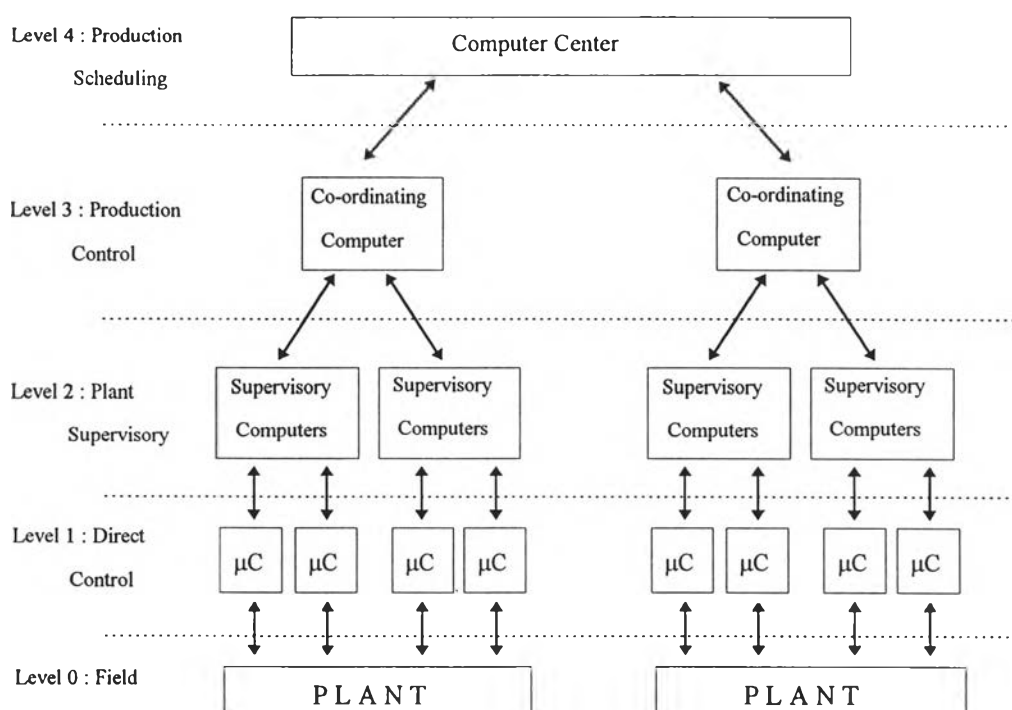 Level 4 : Production
Scheduling
Computer Center
Level 3 : Production
Control
Co-ordinating
Computer
Co-ordinating
Computer
Level 2 : Plant
Supervisory
Supervisory
Computers
Supervisory
Computers
Supervisory
Computers
Supervisory
Computers
Level 1 : Direct
Control
µC
µC
µC
µC
µC
µC
µC
µC
Level 0 : Field
PLANT
PLANT